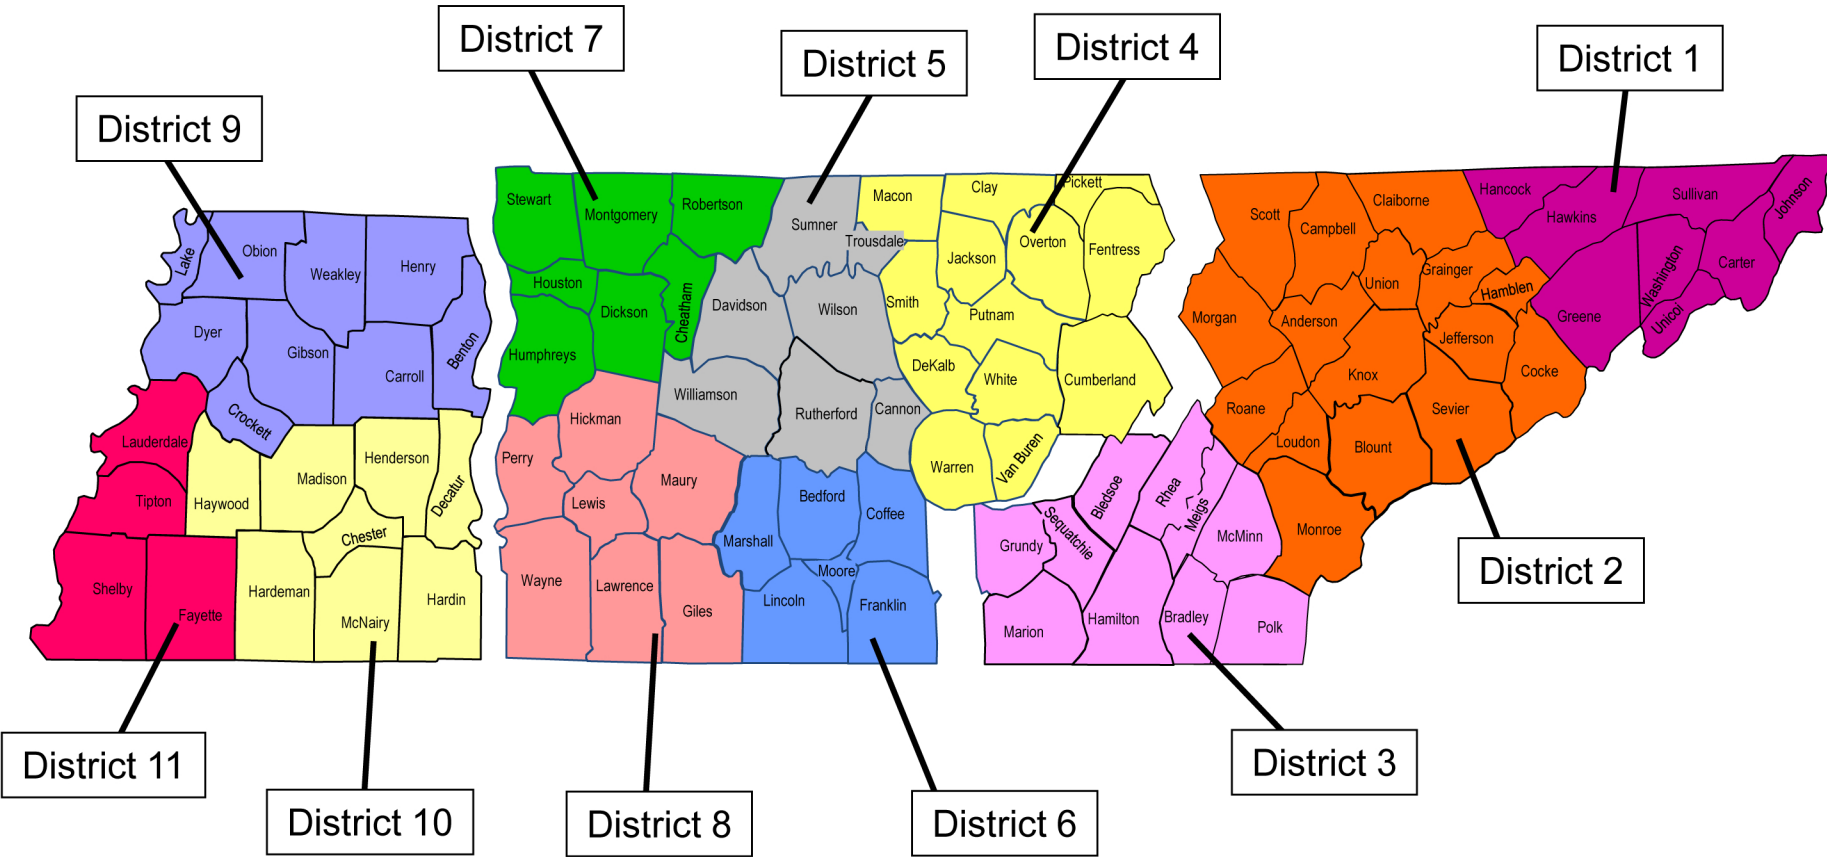 District 7
District 4
District 1
District 5
District 9
Stewart
Montgomery
Robertson
Sumner
Trousdale
Macon
Clay
Pickett
Overton
Fentress
Jackson
Houston
Dickson
Cheatham
Davidson
Wilson
Smith
Putnam
Humphreys
Williamson
Rutherford
Cannon
DeKalb
White
Cumberland
Warren
Van Buren
Scott
Campbell
Claiborne
Hancock
Hawkins
Sullivan
Johnson
Union
Grainger
Hamblen
Washington
Carter
Unicoi
Greene
Morgan
Anderson
Jefferson
Cocke
Knox
Roane
Loudon
Blount
Sevier
Monroe
Lake
Obion
Weakley
Henry
Dyer
Gibson
Carroll
Benton
Crockett
Lauderdale
Tipton
Haywood
Madison
Henderson
Decatur
Chester
Shelby
Fayette
Hardeman
McNairy
Hardin
Hickman
Perry
Lewis
Maury
Wayne
Lawrence
Giles
Marshall
Bedford
Coffee
Moore
Lincoln
Franklin
Grundy
Sequatchie
Bledsoe
Rhea
Meigs
McMinn
Marion
Hamilton
Bradley
Polk
District 2
District 11
District 3
District 10
District 8
District 6